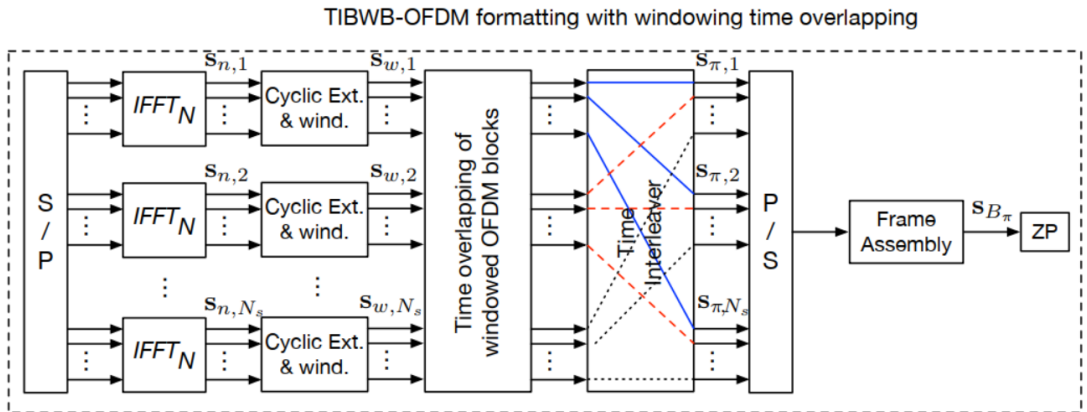 TIBWB-OFDM formatting with windowing time overlapping
S
/
P
IFFT_N
s_{n,1}
Cyclic Ext.
& wind.
s_{w,1}
IFFT_N
s_{n,2}
Cyclic Ext.
& wind.
s_{w,2}
IFFT_N
s_{n,N_s}
Cyclic Ext.
& wind.
s_{w,N_s}
Time overlapping of
windowed OFDM blocks
Time
Interleaver
s_{π,1}
s_{π,2}
s_{π,N_s}
P
/
S
Frame
Assembly
s_{B_π}
ZP